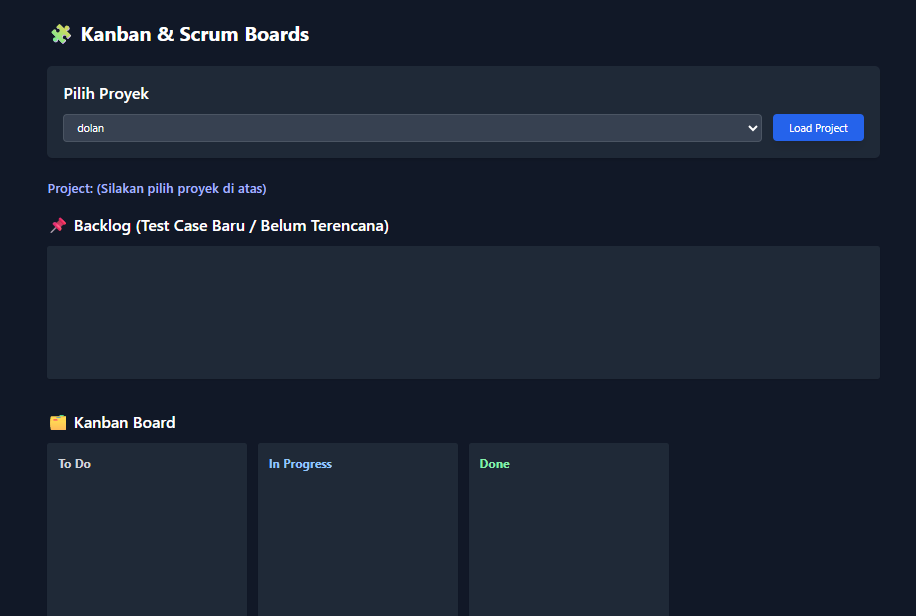 Kanban & Scrum Boards
Pilih Proyek
dolan
Load Project
Project: (Silakan pilih proyek di atas)
Backlog (Test Case Baru / Belum Terencana)
Kanban Board
To Do
In Progress
Done